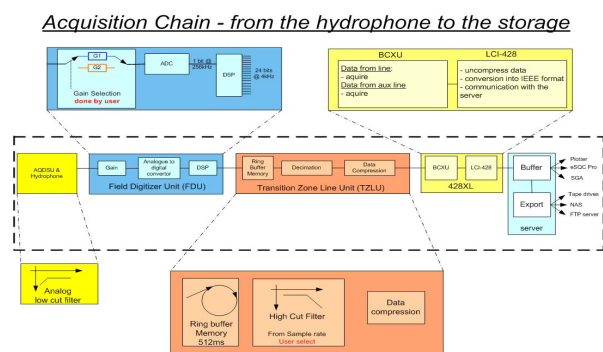 Acquisition Chain - from the hydrophone to the storage
G1
G2
Gain Selection
done by user
ADC
1 bit @
256kHz
DSP
24 bits
@ 4kHz
BCXU
Data from line:
- aquire
Data from aux line
- aquire
LCI-428
- uncompress data
- conversion into IEEE format
- communication with the
server
AQDSU &
Hydrophone
Gain
Analogue to
digital
convertor
DSP
Field Digitizer Unit (FDU)
Ring
Buffer
Memory
Decimation
Data
Compression
Transition Zone Line Unit (TZLU)
BCXU
LCI-428
428XL
Buffer
Export
server
Plotter
eSQC Pro
SGA
Tape drives
NAS
FTP server
Analog
low cut filter
Ring buffer
Memory
512ms
High Cut Filter
From Sample rate
User select
Data
compression